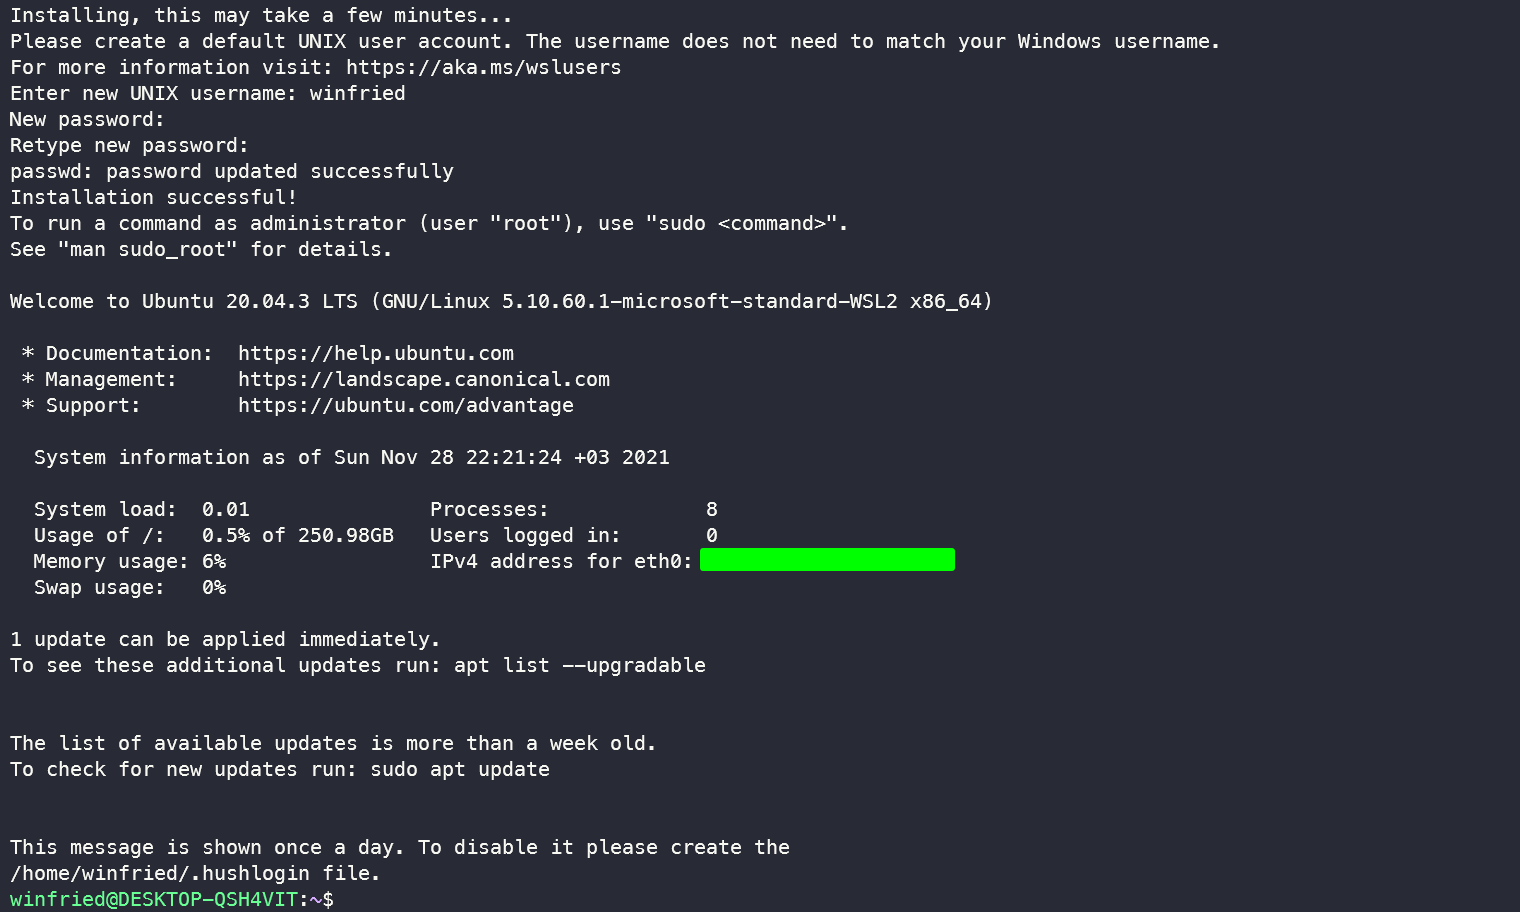 Installing, this may take a few minutes...
Please create a default UNIX user account. The username does not need to match your Windows username.
For more information visit: https://aka.ms/wslusers
Enter new UNIX username: winfried
New password:
Retype new password:
passwd: password updated successfully
Installation successful!
To run a command as administrator (user "root"), use "sudo <command>".
See "man sudo_root" for details.

Welcome to Ubuntu 20.04.3 LTS (GNU/Linux 5.10.60.1-microsoft-standard-WSL2 x86_64)

 * Documentation:  https://help.ubuntu.com
 * Management:     https://landscape.canonical.com
 * Support:        https://ubuntu.com/advantage

  System information as of Sun Nov 28 22:21:24 +03 2021

  System load:  0.01               Processes:             8
  Usage of /:   0.5% of 250.98GB   Users logged in:       0
  Memory usage: 6%                 IPv4 address for eth0:
  Swap usage:   0%

1 update can be applied immediately.
To see these additional updates run: apt list --upgradable


The list of available updates is more than a week old.
To check for new updates run: sudo apt update


This message is shown once a day. To disable it please create the
/home/winfried/.hushlogin file.
winfried@DESKTOP-QSH4VIT:~$